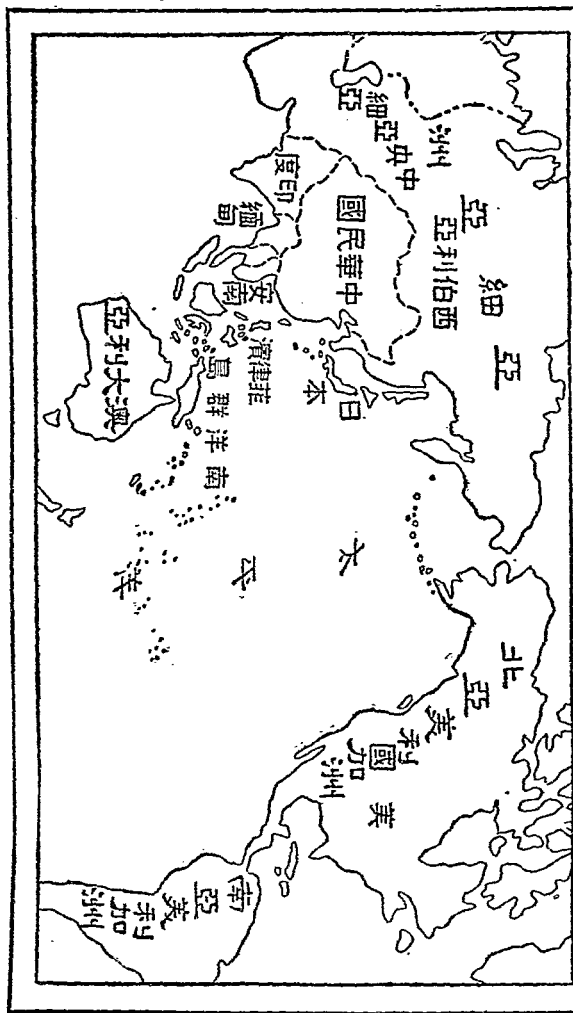 亞細亞洲
中央亞細亞
西伯利亞
中華民國
印度
緬甸
安南
菲律濱
日本
南洋群島
澳大利亞
太平洋
北亞美利加洲
美國
南亞美利加洲